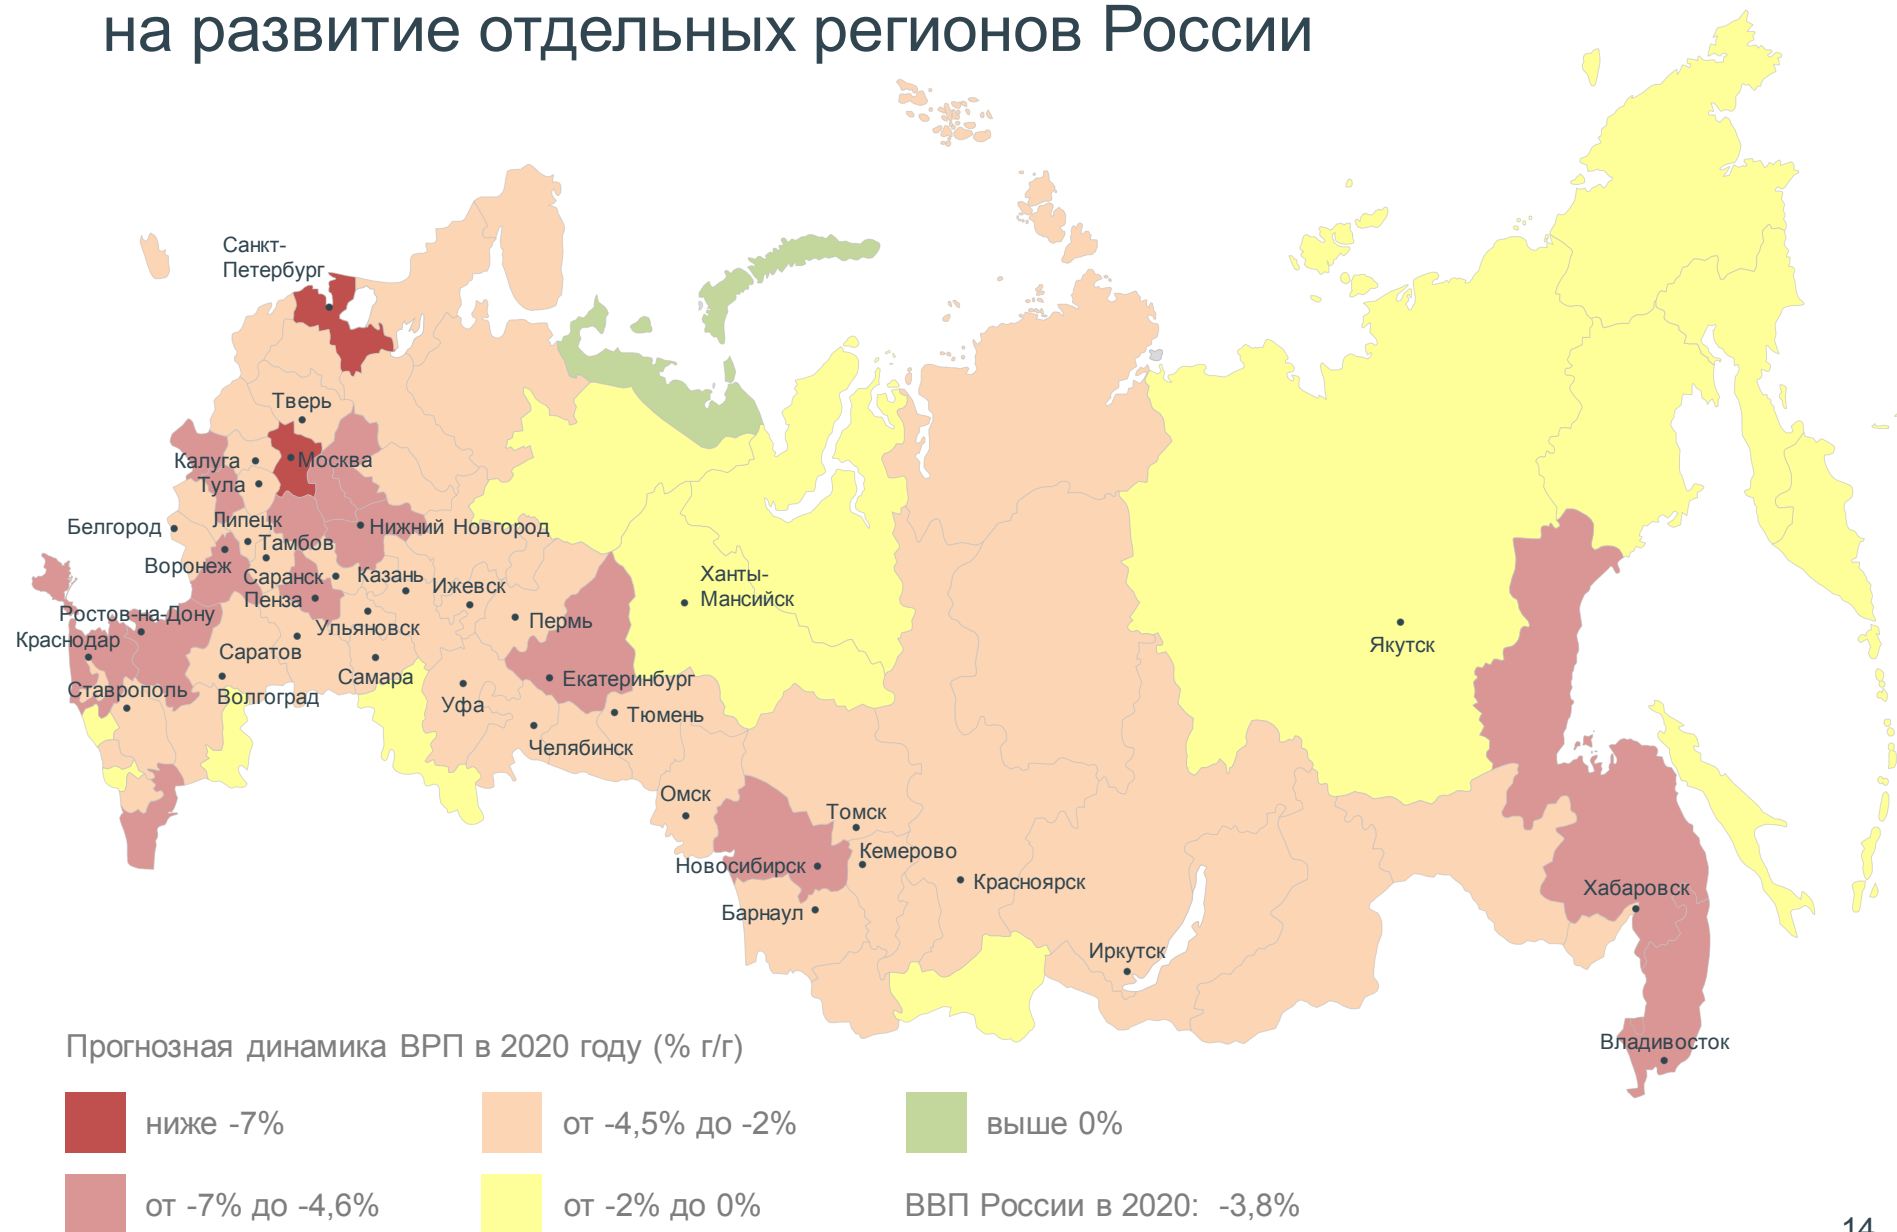 на развитие отдельных регионов России
Санкт-
Петербург
Тверь
Калуга
Москва
Тула
Белгород
Липецк
Нижний Новгород
Тамбов
Воронеж
Саранск
Казань
Ижевск
Ханты-
Мансийск
Пенза
Ростов-на-Дону
Ульяновск
Пермь
Краснодар
Саратов
Якутск
Самара
Екатеринбург
Ставрополь
Волгоград
Уфа
Тюмень
Челябинск
Омск
Томск
Кемерово
Новосибирск
Красноярск
Хабаровск
Барнаул
Иркутск
Владивосток
Прогнозная динамика ВРП в 2020 году (% г/г)
ниже -7%
от -4,5% до -2%
выше 0%
от -7% до -4,6%
от -2% до 0%
ВВП России в 2020: -3,8%
14